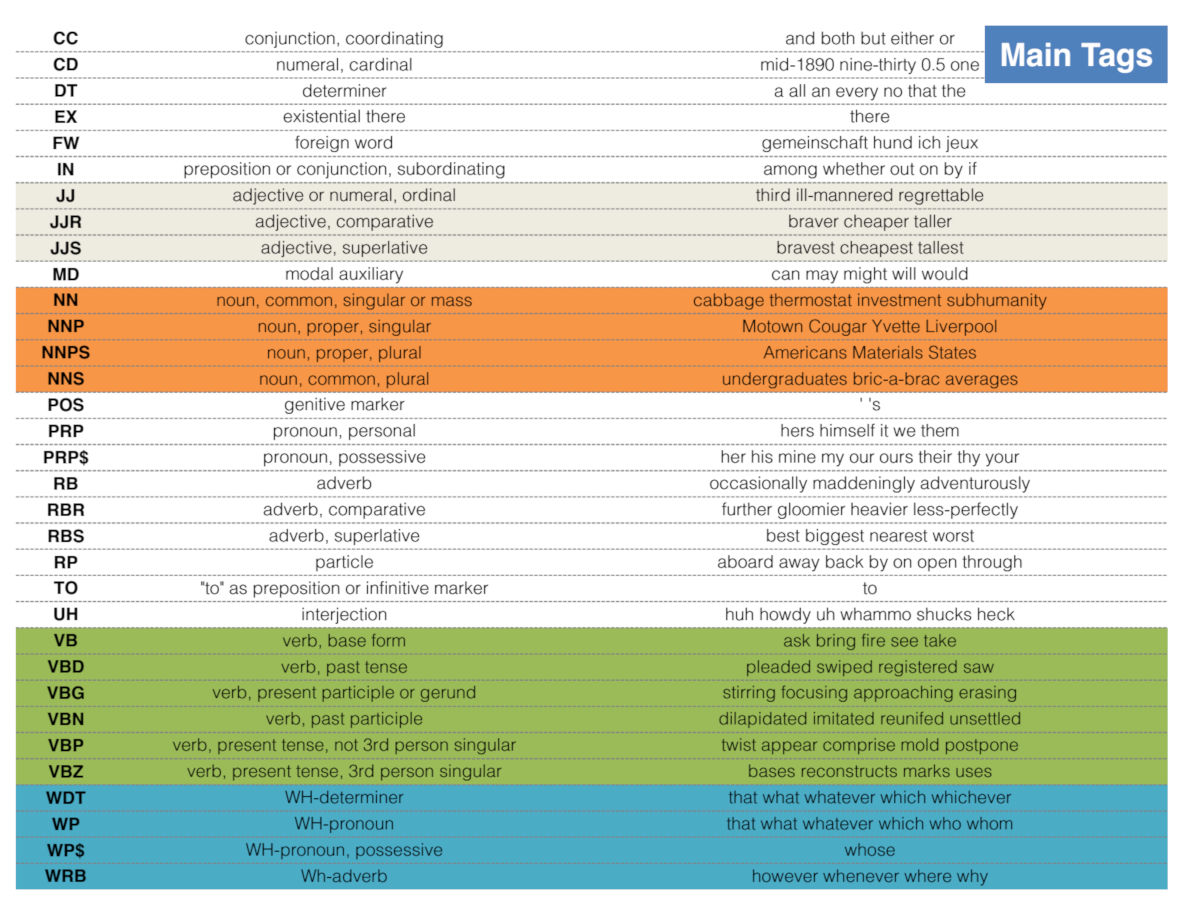 CC conjunction, coordinating and both but either or
Main Tags
CD numeral, cardinal mid-1890 nine-thirty 0.5 one
DT determiner a all an every no that the
EX existential there there
FW foreign word gemeinschaft hund ich jeux
IN preposition or conjunction, subordinating among whether out on by if
JJ adjective or numeral, ordinal third ill-mannered regrettable
JJR adjective, comparative braver cheaper taller
JJS adjective, superlative bravest cheapest tallest
MD modal auxiliary can may might will would
NN noun, common, singular or mass cabbage thermostat investment subhumanity
NNP noun, proper, singular Motown Cougar Yvette Liverpool
NNPS noun, proper, plural Americans Materials States
NNS noun, common, plural undergraduates bric-a-brac averages
POS genitive marker ' 's
PRP pronoun, personal hers himself it we them
PRP$ pronoun, possessive her his mine my our ours their thy your
RB adverb occasionally maddeningly adventurously
RBR adverb, comparative further gloomier heavier less-perfectly
RBS adverb, superlative best biggest nearest worst
RP particle aboard away back by on open through
TO "to" as preposition or infinitive marker to
UH interjection huh howdy uh whammo shucks heck
VB verb, base form ask bring fire see take
VBD verb, past tense pleaded swiped registered saw
VBG verb, present participle or gerund stirring focusing approaching erasing
VBN verb, past participle dilapidated imitated reunifed unsettled
VBP verb, present tense, not 3rd person singular twist appear comprise mold postpone
VBZ verb, present tense, 3rd person singular bases reconstructs marks uses
WDT WH-determiner that what whatever which whichever
WP WH-pronoun that what whatever which who whom
WP$ WH-pronoun, possessive whose
WRB Wh-adverb however whenever where why